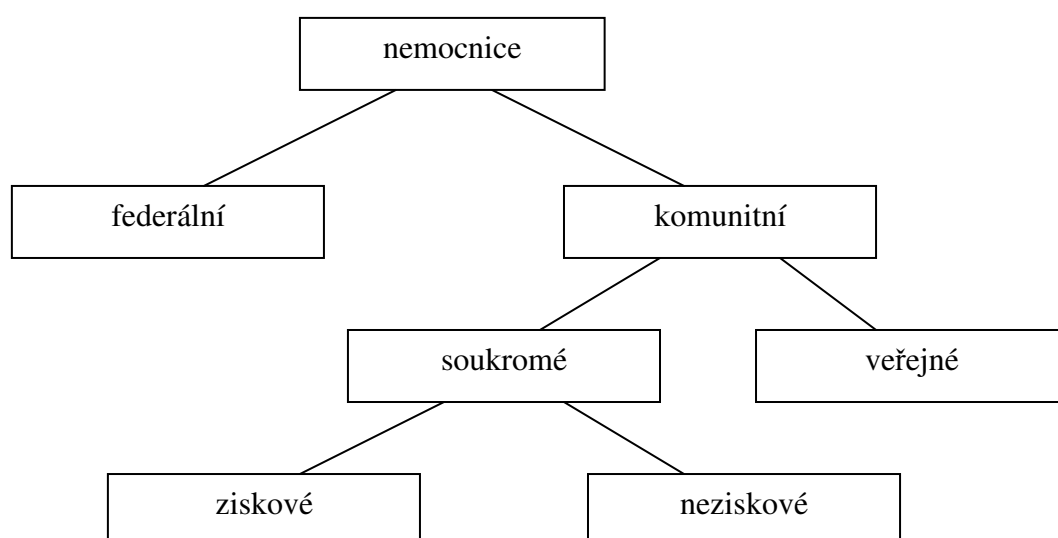 nemocnice
federální
komunitní
soukromé
veřejné
ziskové
neziskové